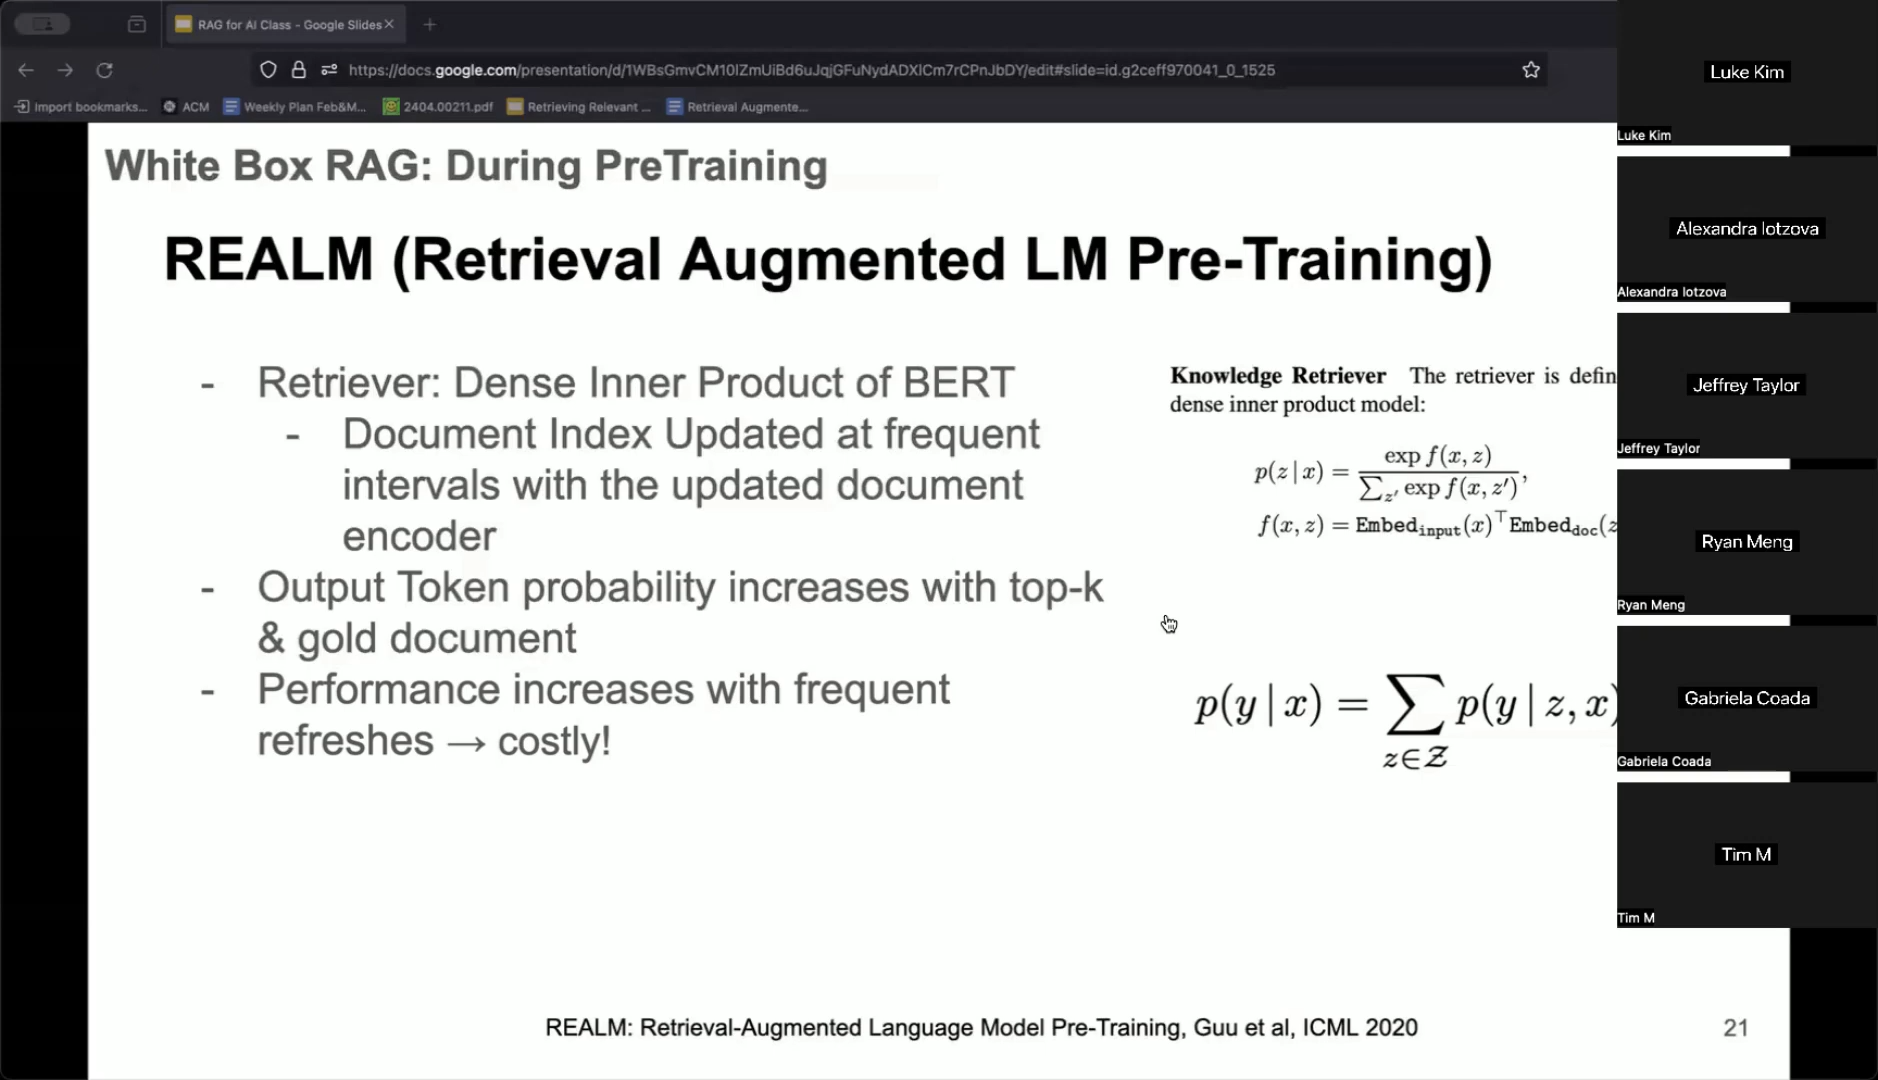 RAG for AI Class - Google Slides
https://docs.google.com/presentation/d/1WBsGmvCM10lZmUiBd6uJqjGFuNydADXlCm7rCPnJbDY/edit#slide=id.g2ceff970041_0_1525
Import bookmarks... ACM Weekly Plan Feb&M... 2404.00211.pdf Retrieving Relevant ... Retrieval Augmente...
White Box RAG: During PreTraining
REALM (Retrieval Augmented LM Pre-Training)
- Retriever: Dense Inner Product of BERT
- Document Index Updated at frequent
intervals with the updated document
encoder
- Output Token probability increases with top-k
& gold document
- Performance increases with frequent
refreshes → costly!
Knowledge Retriever The retriever is defin
dense inner product model:
p(z | x) = exp f(x, z) / ∑z′ exp f(x, z′) ,
f(x, z) = Embedinput(x)⊤Embeddoc(z
p(y | x) = ∑ p(y | z, x)
z∈Z
REALM: Retrieval-Augmented Language Model Pre-Training, Guu et al, ICML 2020
21
Luke Kim
Luke Kim
Alexandra Iotzova
Alexandra Iotzova
Jeffrey Taylor
Jeffrey Taylor
Ryan Meng
Ryan Meng
Gabriela Coada
Gabriela Coada
Tim M
Tim M